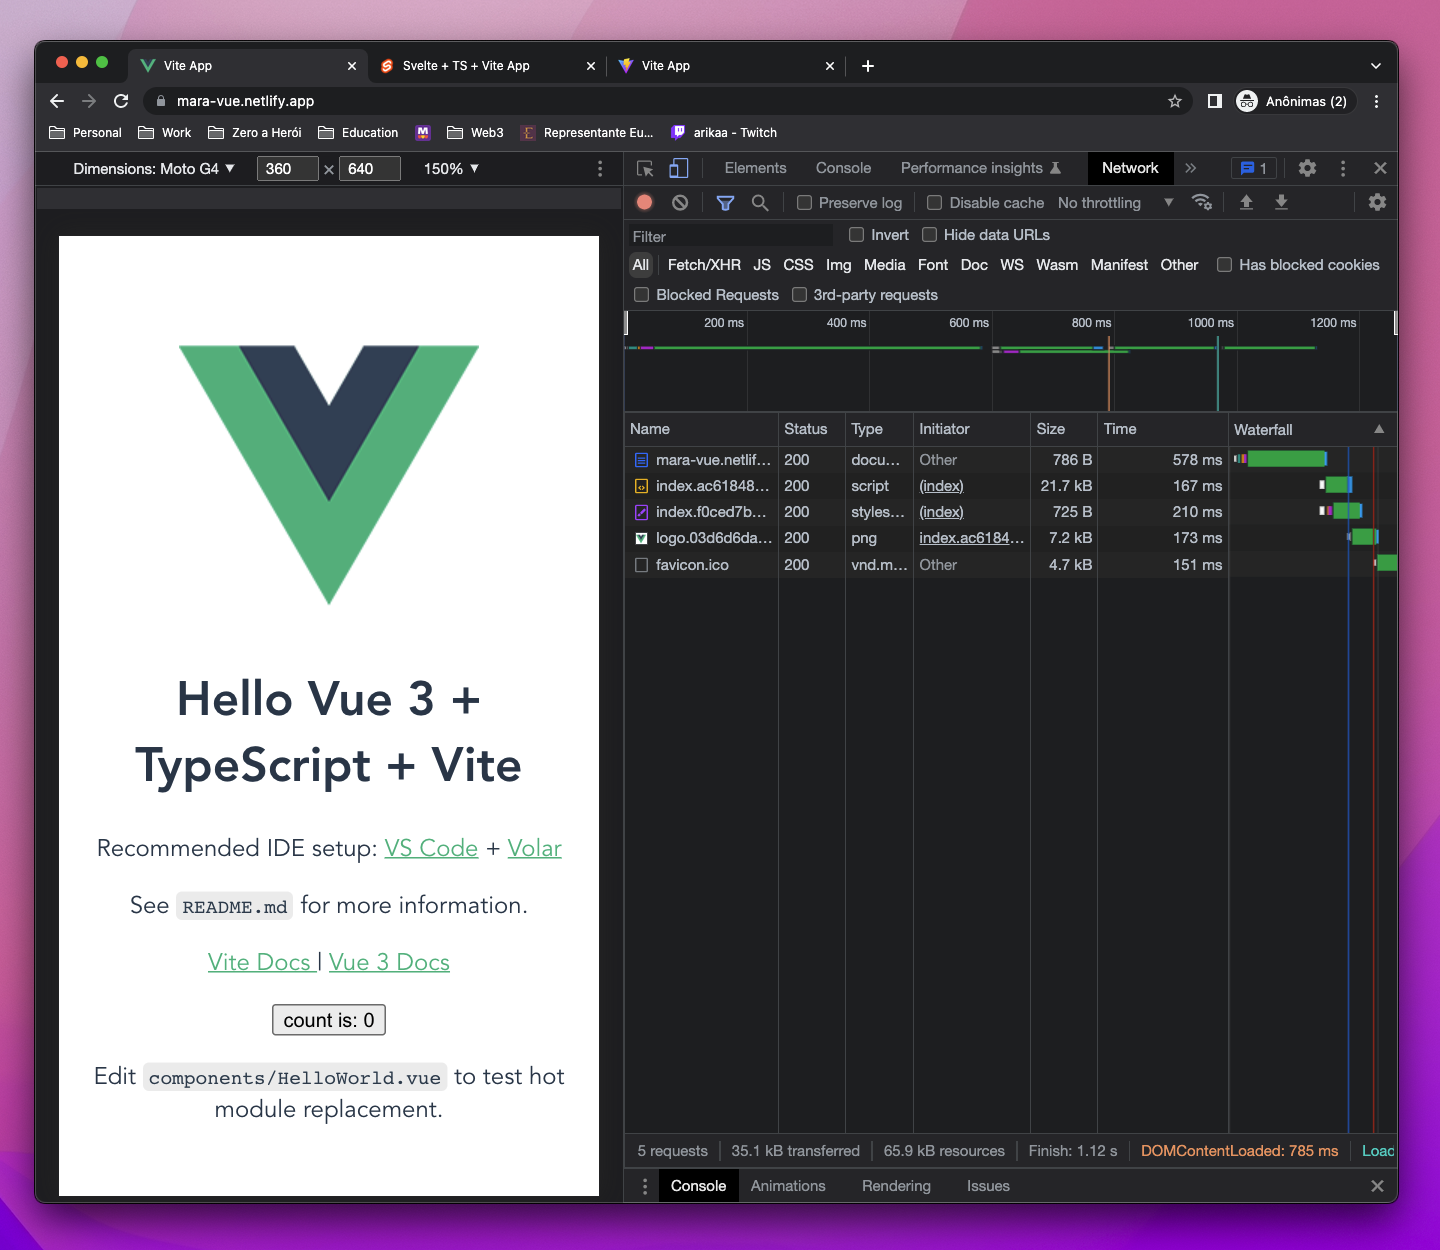 Vite App
Svelte + TS + Vite App
Vite App
mara-vue.netlify.app
Anônimas (2)
Personal
Work
Zero a Herói
Education
Web3
Representante Eu...
arikaa - Twitch
Dimensions: Moto G4 ▼ 360 × 640 150% ▼
Elements Console Performance insights Network » 1
Preserve log Disable cache No throttling ▼
Filter Invert Hide data URLs
All Fetch/XHR JS CSS Img Media Font Doc WS Wasm Manifest Other Has blocked cookies
Blocked Requests 3rd-party requests
200 ms 400 ms 600 ms 800 ms 1000 ms 1200 ms
Name Status Type Initiator Size Time Waterfall
mara-vue.netlif... 200 docu... Other 786 B 578 ms
index.ac61848... 200 script (index) 21.7 kB 167 ms
index.f0ced7b... 200 styles... (index) 725 B 210 ms
logo.03d6d6da... 200 png index.ac6184... 7.2 kB 173 ms
favicon.ico 200 vnd.m... Other 4.7 kB 151 ms
5 requests 35.1 kB transferred 65.9 kB resources Finish: 1.12 s DOMContentLoaded: 785 ms Load
Console Animations Rendering Issues
Hello Vue 3 +
TypeScript + Vite
Recommended IDE setup: VS Code + Volar
See README.md for more information.
Vite Docs | Vue 3 Docs
count is: 0
Edit components/HelloWorld.vue to test hot
module replacement.